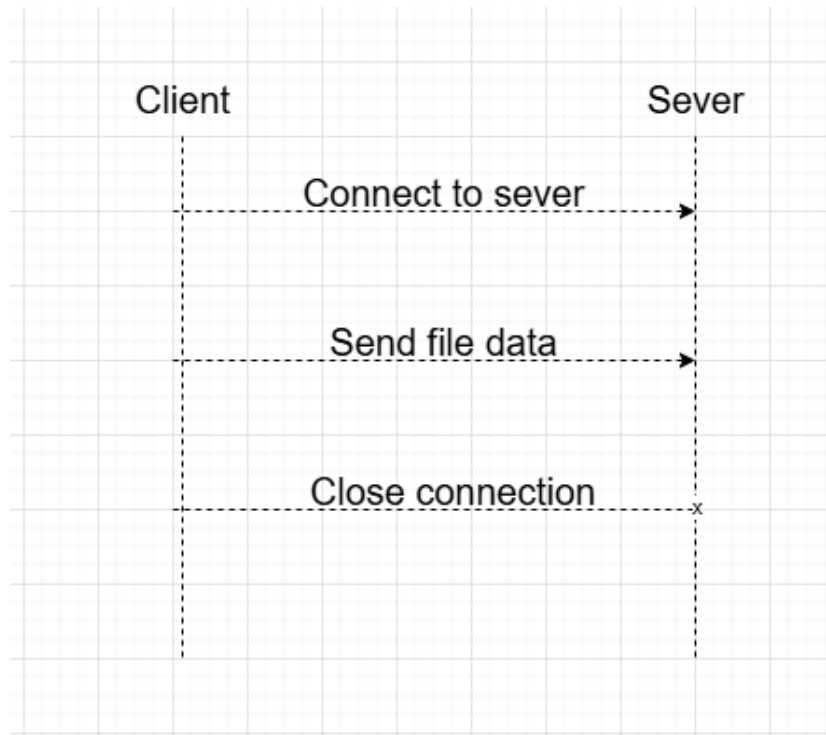 Client Sever
Connect to sever
Send file data
Close connection
x